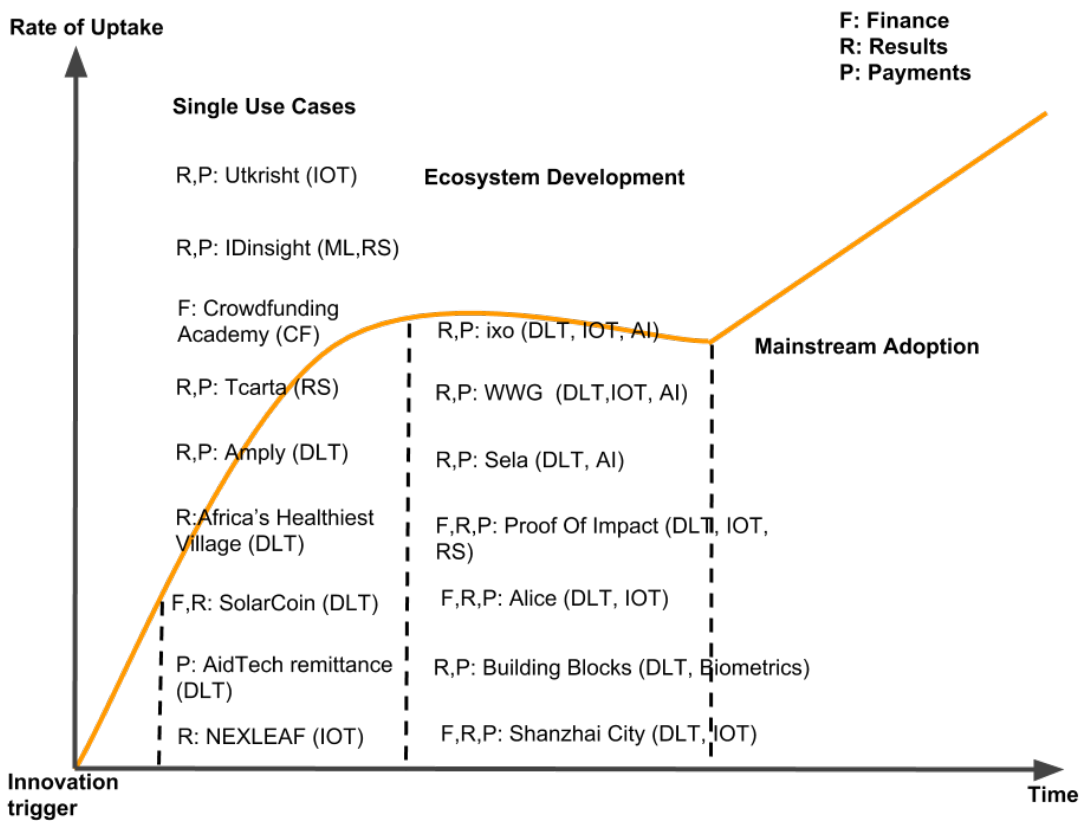 Rate of Uptake
F: Finance
R: Results
P: Payments
Single Use Cases
R,P: Utkrisht (IOT)
R,P: IDinsight (ML,RS)
F: Crowdfunding
Academy (CF)
R,P: Tcarta (RS)
R,P: Amply (DLT)
R:Africa's Healthiest
Village (DLT)
F,R: SolarCoin (DLT)
P: AidTech remittance
(DLT)
R: NEXLEAF (IOT)
Ecosystem Development
R,P: ixo (DLT, IOT, AI)
R,P: WWG  (DLT,IOT, AI)
R,P: Sela (DLT, AI)
F,R,P: Proof Of Impact (DLT, IOT,
RS)
F,R,P: Alice (DLT, IOT)
R,P: Building Blocks (DLT, Biometrics)
F,R,P: Shanzhai City (DLT, IOT)
Mainstream Adoption
Innovation
trigger
Time